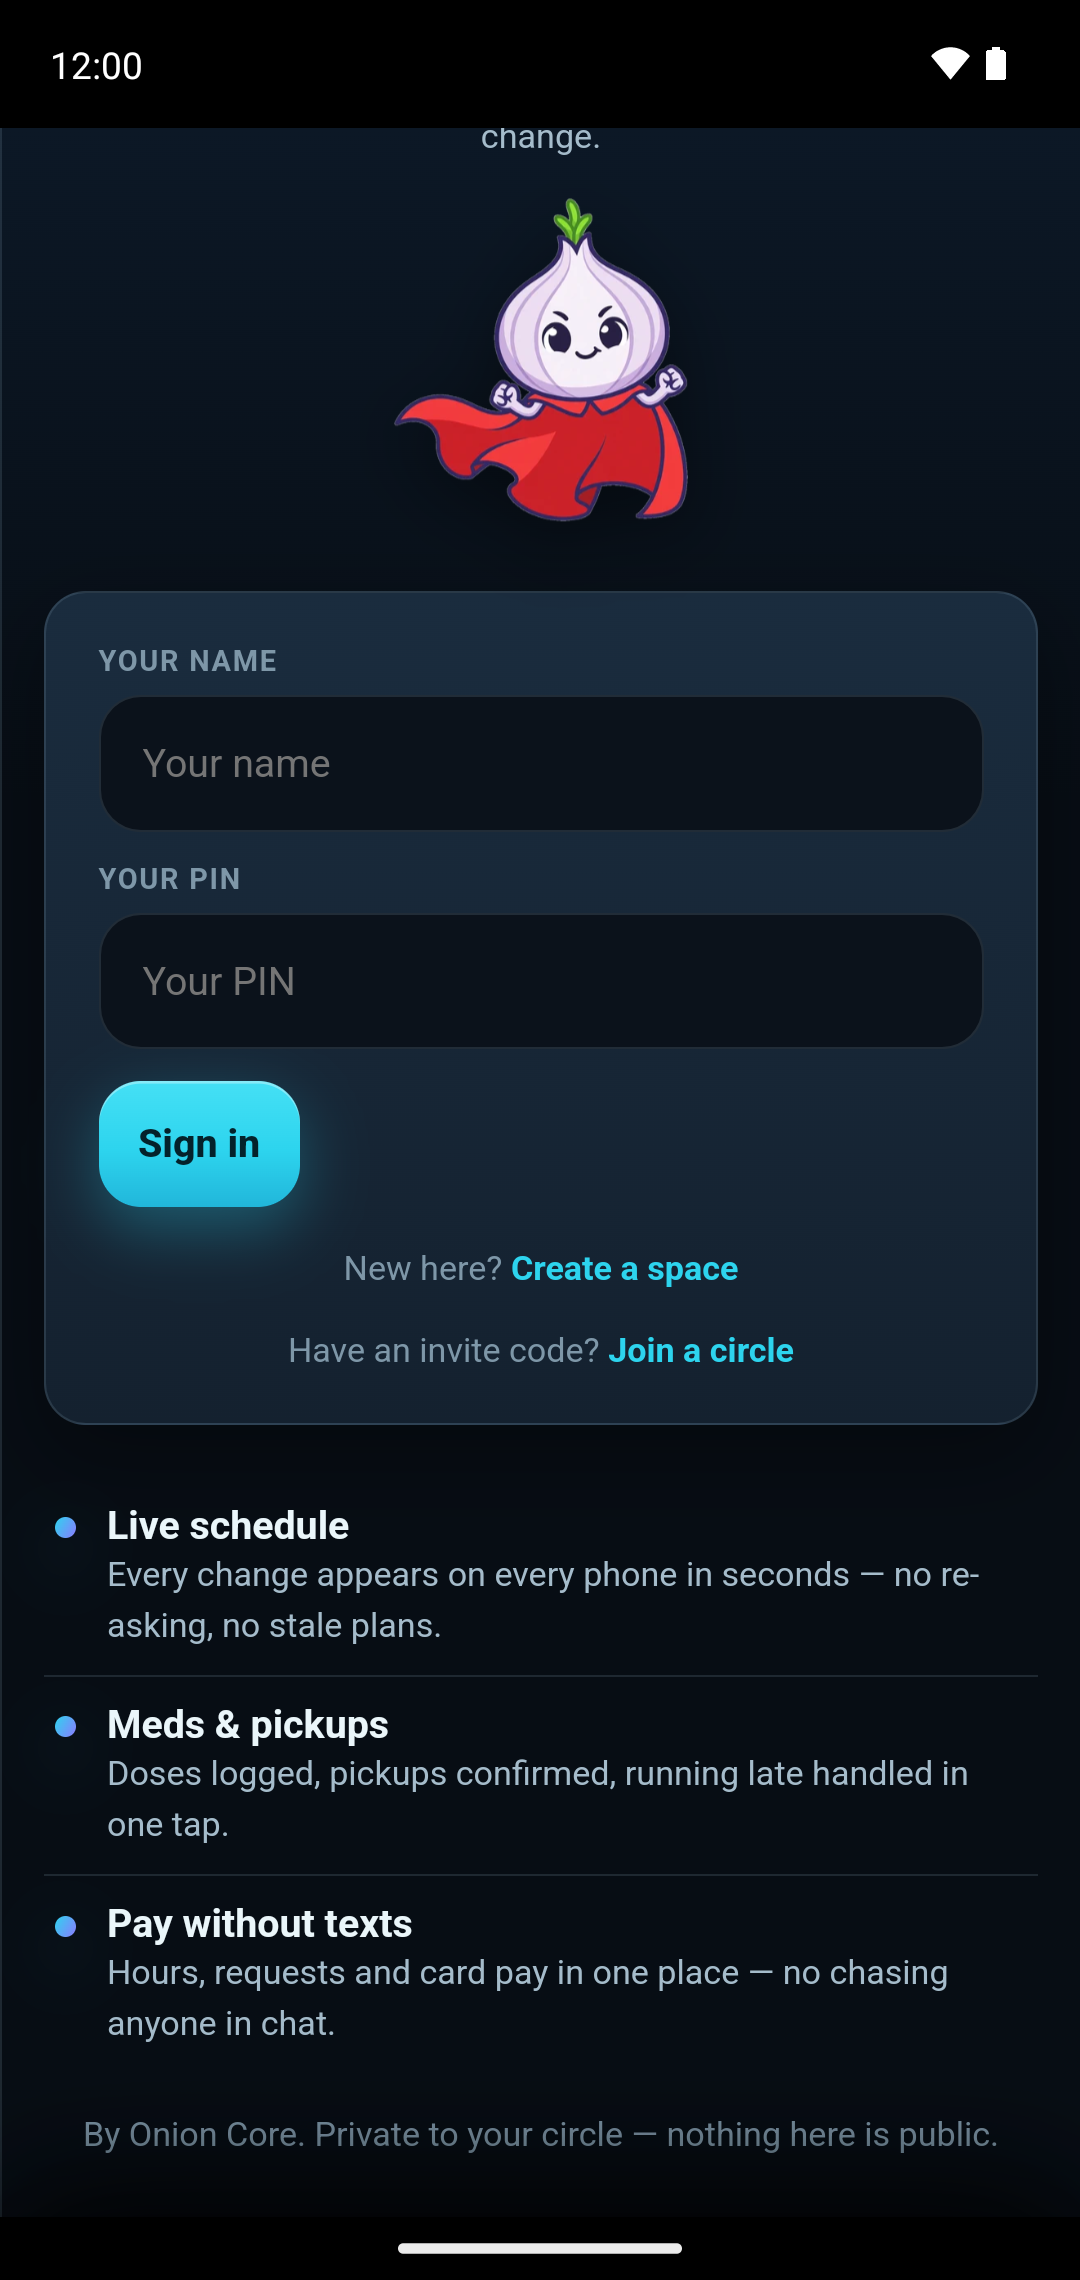 12:00
change.
YOUR NAME
Your name
YOUR PIN
Your PIN
Sign in
New here? Create a space
Have an invite code? Join a circle
Live schedule
Every change appears on every phone in seconds — no re-
asking, no stale plans.
Meds & pickups
Doses logged, pickups confirmed, running late handled in
one tap.
Pay without texts
Hours, requests and card pay in one place — no chasing
anyone in chat.
By Onion Core. Private to your circle — nothing here is public.